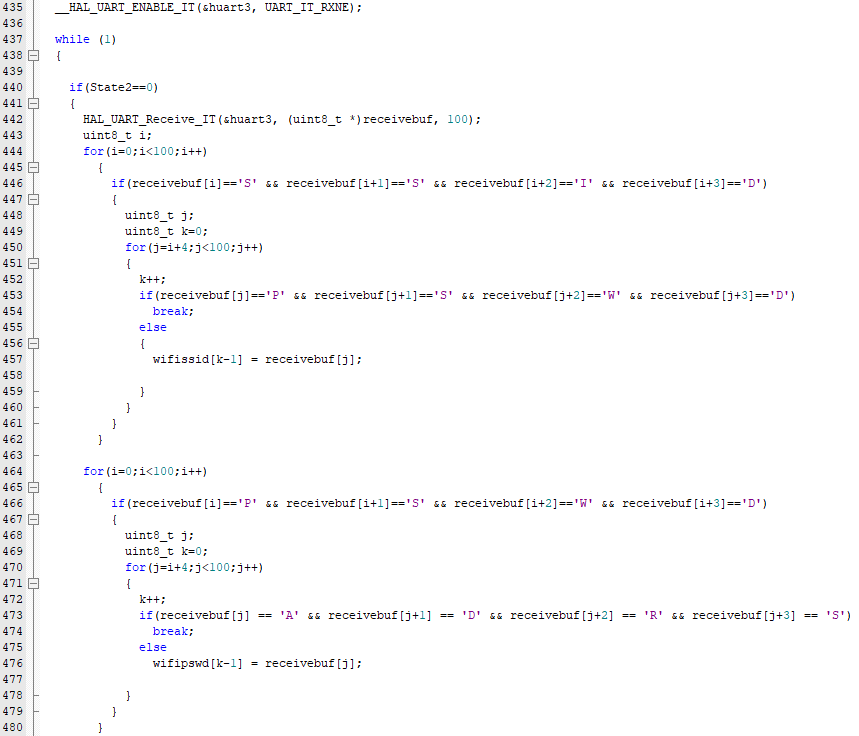 435 __HAL_UART_ENABLE_IT(&huart3, UART_IT_RXNE);
436
437 while (1)
438 {
439
440 if(State2==0)
441 {
442 HAL_UART_Receive_IT(&huart3, (uint8_t *)receivebuf, 100);
443 uint8_t i;
444 for(i=0;i<100;i++)
445 {
446 if(receivebuf[i]=='S' && receivebuf[i+1]=='S' && receivebuf[i+2]=='I' && receivebuf[i+3]=='D')
447 {
448 uint8_t j;
449 uint8_t k=0;
450 for(j=i+4;j<100;j++)
451 {
452 k++;
453 if(receivebuf[j]=='P' && receivebuf[j+1]=='S' && receivebuf[j+2]=='W' && receivebuf[j+3]=='D')
454 break;
455 else
456 {
457 wifissid[k-1] = receivebuf[j];
458
459 }
460 }
461 }
462 }
463
464 for(i=0;i<100;i++)
465 {
466 if(receivebuf[i]=='P' && receivebuf[i+1]=='S' && receivebuf[i+2]=='W' && receivebuf[i+3]=='D')
467 {
468 uint8_t j;
469 uint8_t k=0;
470 for(j=i+4;j<100;j++)
471 {
472 k++;
473 if(receivebuf[j] == 'A' && receivebuf[j+1] == 'D' && receivebuf[j+2] == 'R' && receivebuf[j+3] == 'S')
474 break;
475 else
476 wifipswd[k-1] = receivebuf[j];
477
478 }
479 }
480 }